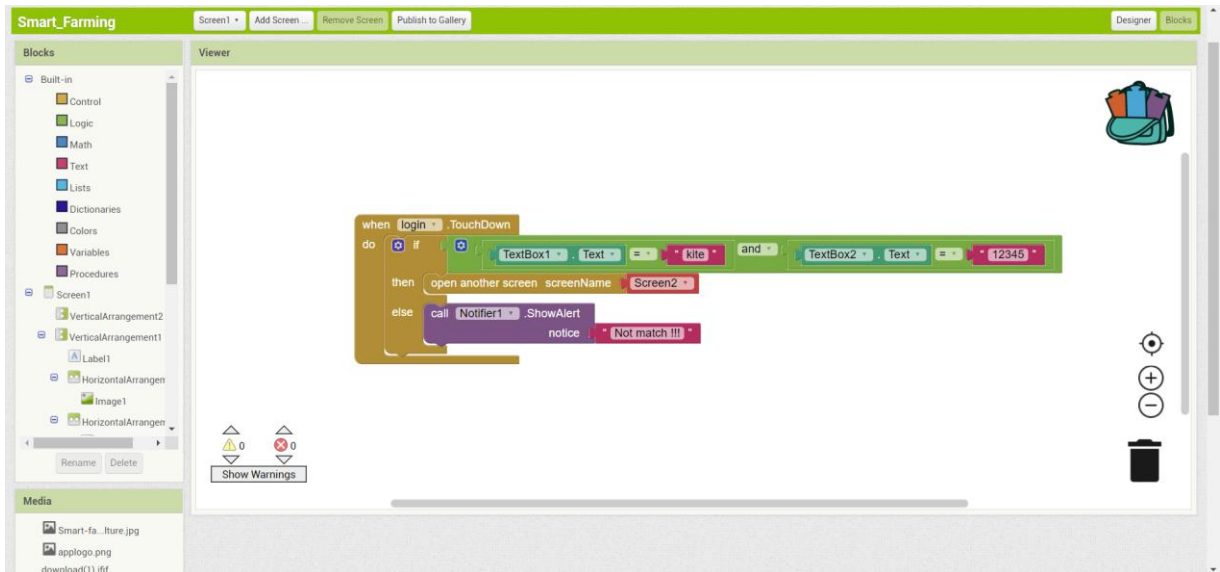 Smart_Farming
Screen1 Add Screen ... Remove Screen Publish to Gallery Designer Blocks
Blocks
Built-in
Control
Logic
Math
Text
Lists
Dictionaries
Colors
Variables
Procedures
Screen1
VerticalArrangement2
VerticalArrangement1
Label1
HorizontalArrangen
Image1
HorizontalArrangen
Rename Delete
Media
Smart-fa...lture.jpg
applogo.png
download(1).jfif
Viewer
when login .TouchDown
do if TextBox1 . Text = " kite " and TextBox2 . Text = " 12345 "
then open another screen screenName Screen2
else call Notifier1 .ShowAlert
notice " Not match !!! "
0 0
Show Warnings